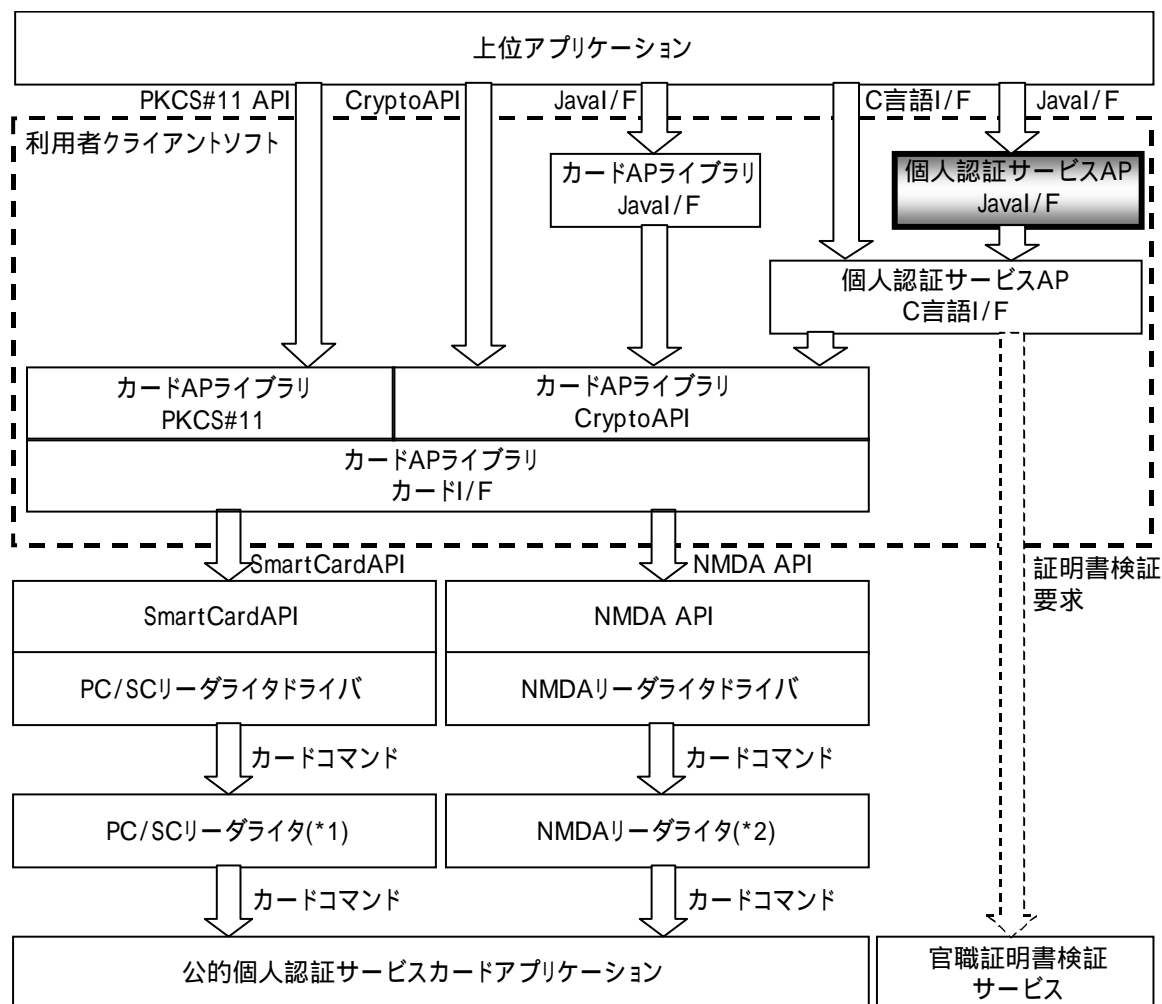 上位アプリケーション
PKCS#11 API
CryptoAPI
JavaI/F
C言語I/F
JavaI/F
利用者クライアントソフト
カードAPライブラリ
JavaI/F
個人認証サービスAP
JavaI/F
個人認証サービスAP
C言語I/F
カードAPライブラリ
PKCS#11
カードAPライブラリ
CryptoAPI
カードAPライブラリ
カードI/F
SmartCardAPI
NMDA API
証明書検証
要求
SmartCardAPI
NMDA API
PC/SCリーダライタドライバ
NMDAリーダライタドライバ
カードコマンド
カードコマンド
PC/SCリーダライタ(*1)
NMDAリーダライタ(*2)
カードコマンド
カードコマンド
公的個人認証サービスカードアプリケーション
官職証明書検証
サービス